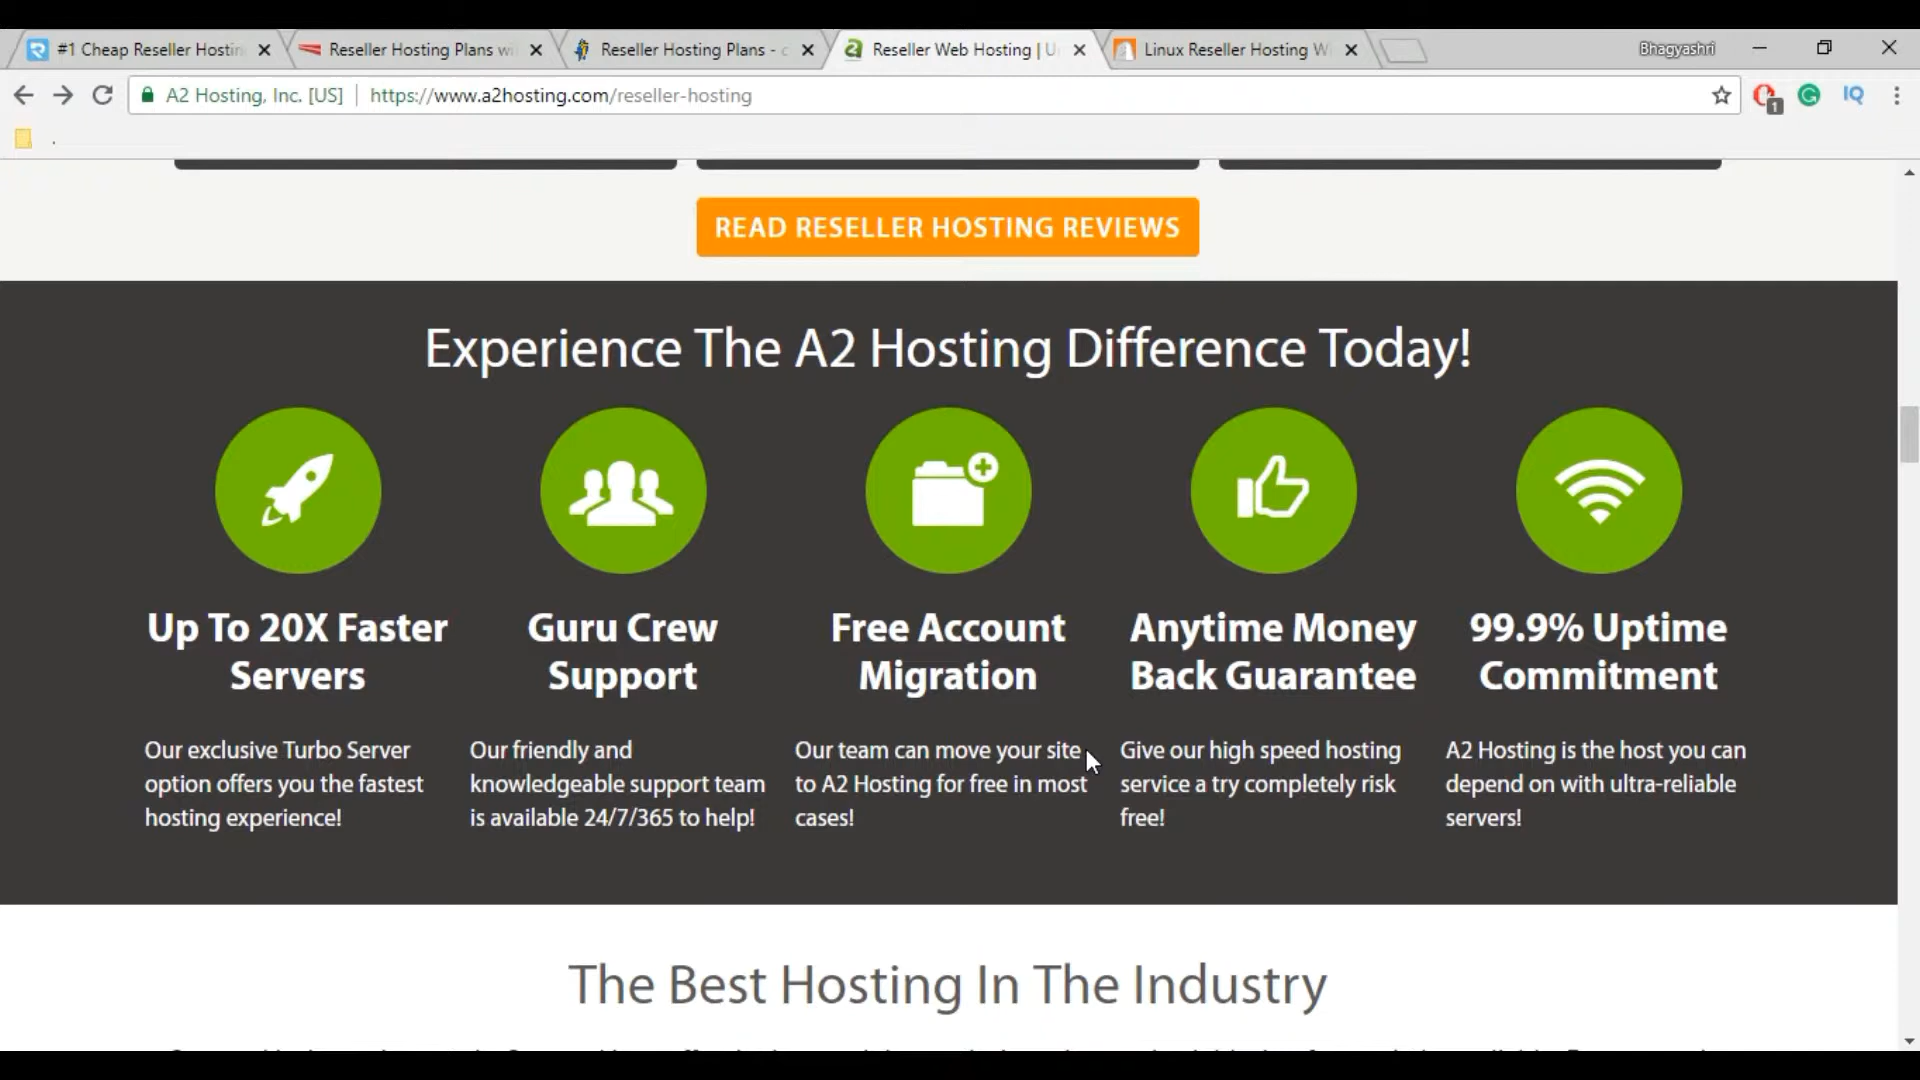 #1 Cheap Reseller Hostin
Reseller Hosting Plans wi
Reseller Hosting Plans - c
Reseller Web Hosting | U
Linux Reseller Hosting Wi
Bhagyashri
A2 Hosting, Inc. [US]
https://www.a2hosting.com/reseller-hosting
1
IQ
.
READ RESELLER HOSTING REVIEWS
Experience The A2 Hosting Difference Today!
Up To 20X Faster
Servers
Our exclusive Turbo Server
option offers you the fastest
hosting experience!
Guru Crew
Support
Our friendly and
knowledgeable support team
is available 24/7/365 to help!
Free Account
Migration
Our team can move your site
to A2 Hosting for free in most
cases!
Anytime Money
Back Guarantee
Give our high speed hosting
service a try completely risk
free!
99.9% Uptime
Commitment
A2 Hosting is the host you can
depend on with ultra-reliable
servers!
The Best Hosting In The Industry